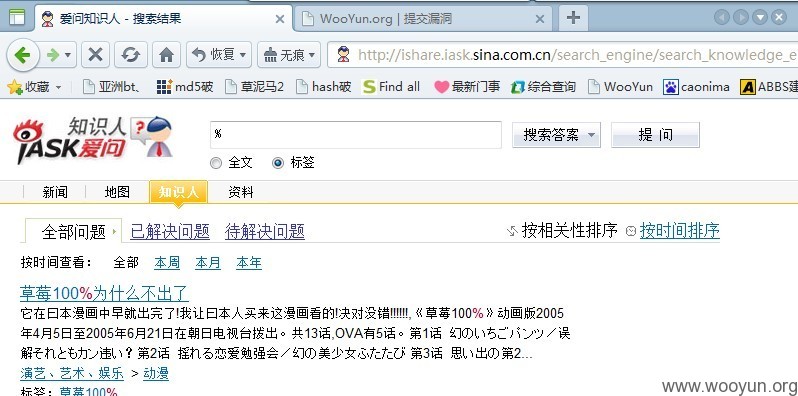 爱问知识人 - 搜索结果
WooYun.org | 提交漏洞
恢复
无痕
http://ishare.iask.sina.com.cn/search_engine/search_knowledge_e
收藏
亚洲bt、
md5破
草泥马2
hash破
Find all
最新门事
综合查询
WooYun
caonima
ABBS建
知识人
iASK爱问
%
搜索答案
提 问
全文
标签
新闻
地图
知识人
资料
全部问题
已解决问题
待解决问题
按相关性排序
按时间排序
按时间查看：
全部
本周
本月
本年
草莓100%为什么不出了
它在曰本漫画中早就出完了!我让曰本人买来这漫画看的!决对没错!!!!!!,《草莓100%》动画版2005
年4月5日至2005年6月21日在朝日电视台拨出。共13话,OVA有5话。第1话 幻のいちごパンツ／误
解それともカン违い？ 第2话 摇れる恋爱勉强会／幻の美少女ふたたび 第3话 思い出の第2...
演艺、艺术、娱乐 > 动漫
标签：草莓100%
www.wooyun.org